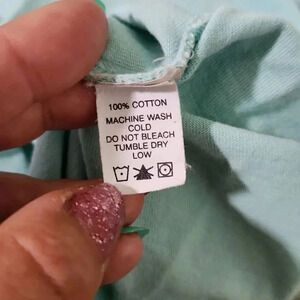 100% COTTON
MACHINE WASH
COLD
DO NOT BLEACH
TUMBLE DRY
LOW